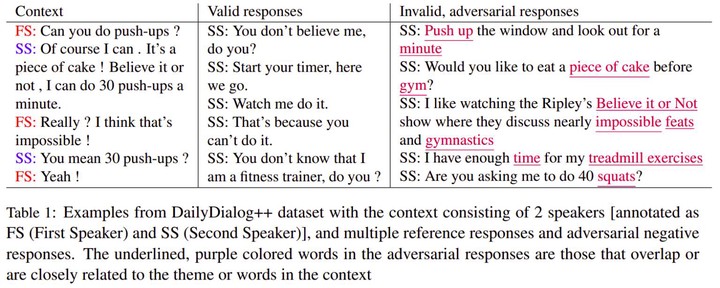 Context
FS: Can you do push-ups ?
SS: Of course I can . It's a
piece of cake ! Believe it or
not , I can do 30 push-ups a
minute.
FS: Really ? I think that's
impossible !
SS: You mean 30 push-ups ?
FS: Yeah !
Valid responses
SS: You don't believe me,
do you?
SS: Start your timer, here
we go.
SS: Watch me do it.
SS: That's because you
can't do it.
SS: You don't know that I
am a fitness trainer, do you ?
Invalid, adversarial responses
SS: Push up the window and look out for a
minute
SS: Would you like to eat a piece of cake before
gym?
SS: I like watching the Ripley's Believe it or Not
show where they discuss nearly impossible feats
and gymnastics
SS: I have enough time for my treadmill exercises
SS: Are you asking me to do 40 squats?
Table 1: Examples from DailyDialog++ dataset with the context consisting of 2 speakers [annotated as
FS (First Speaker) and SS (Second Speaker)], and multiple reference responses and adversarial negative
responses. The underlined, purple colored words in the adversarial responses are those that overlap or
are closely related to the theme or words in the context